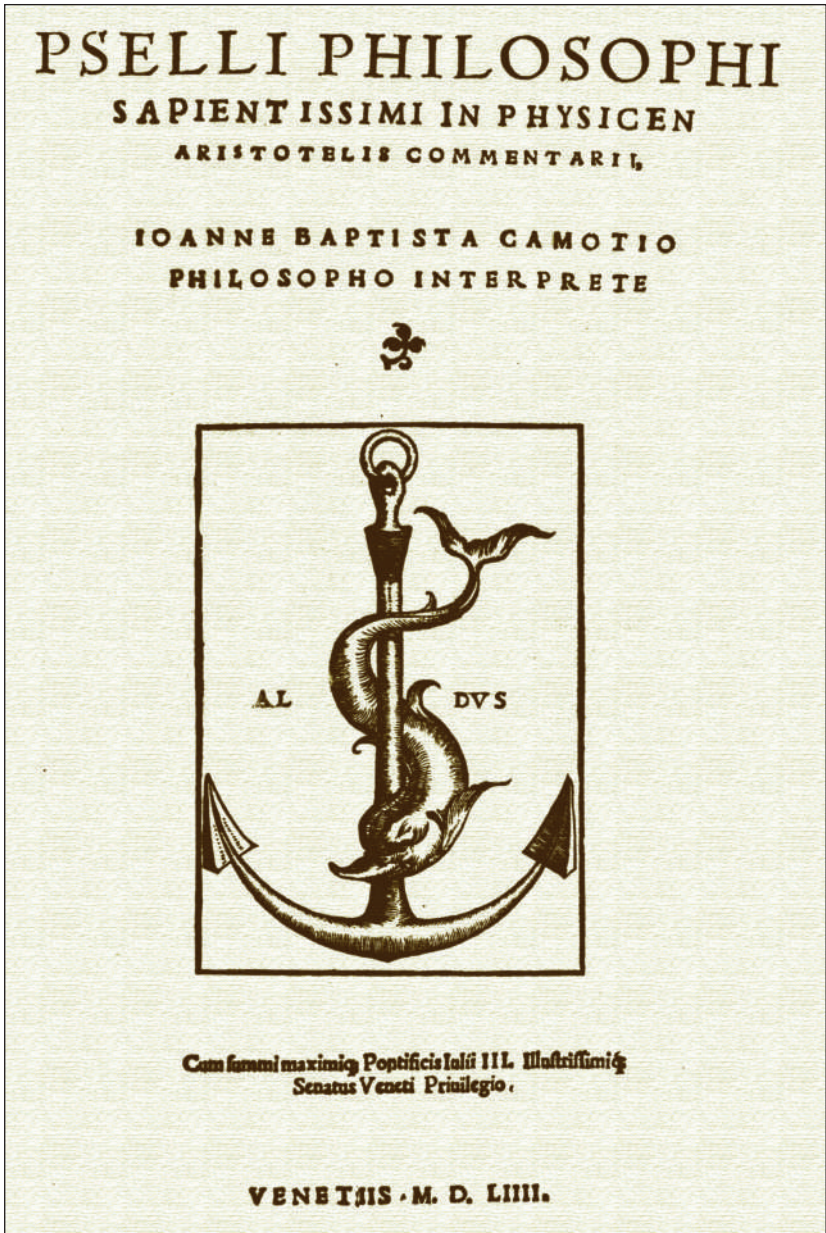 PSELLI PHILOSOPHI
SAPIENTISSIMI IN PHYSICEN
ARISTOTELIS COMMENTARII,
IOANNE BAPTISTA CAMOTIO
PHILOSOPHO INTERPRETE
AL DVS
Cum summi maximiq; Pontificis Iulii III. Illustrissimiq;
Senatus Veneti Priuilegio.
VENETIIS · M. D. LIIII.